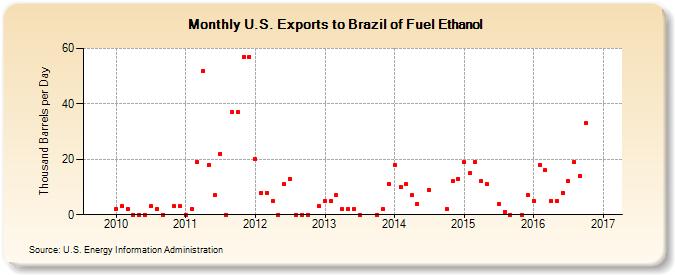 Monthly U.S. Exports to Brazil of Fuel Ethanol
Thousand Barrels per Day
60
40
20
0
2010 2011 2012 2013 2014 2015 2016 2017
Source: U.S. Energy Information Administration